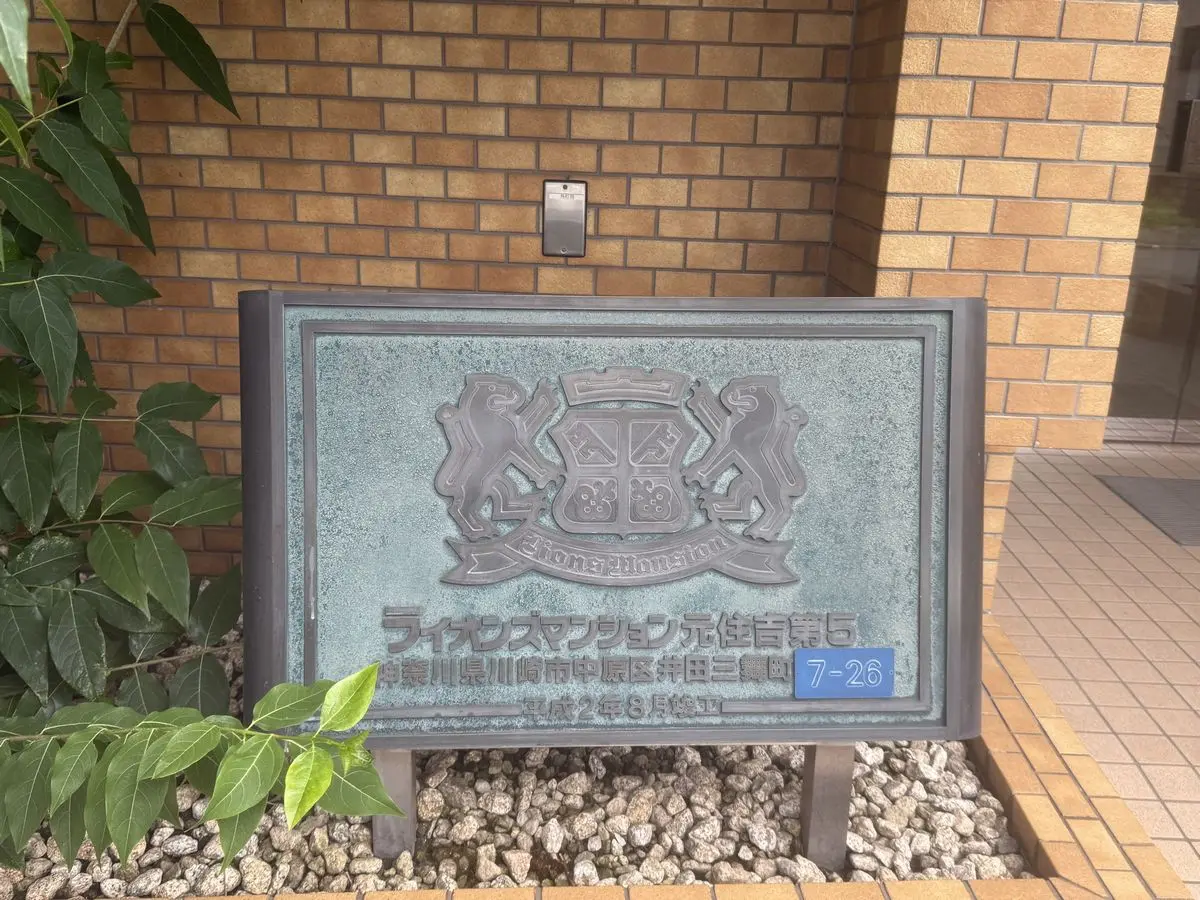 Lions Mansion
ライオンズマンション元住吉第5
神奈川県川崎市中原区井田三舞町
7-26
平成2年8月竣工